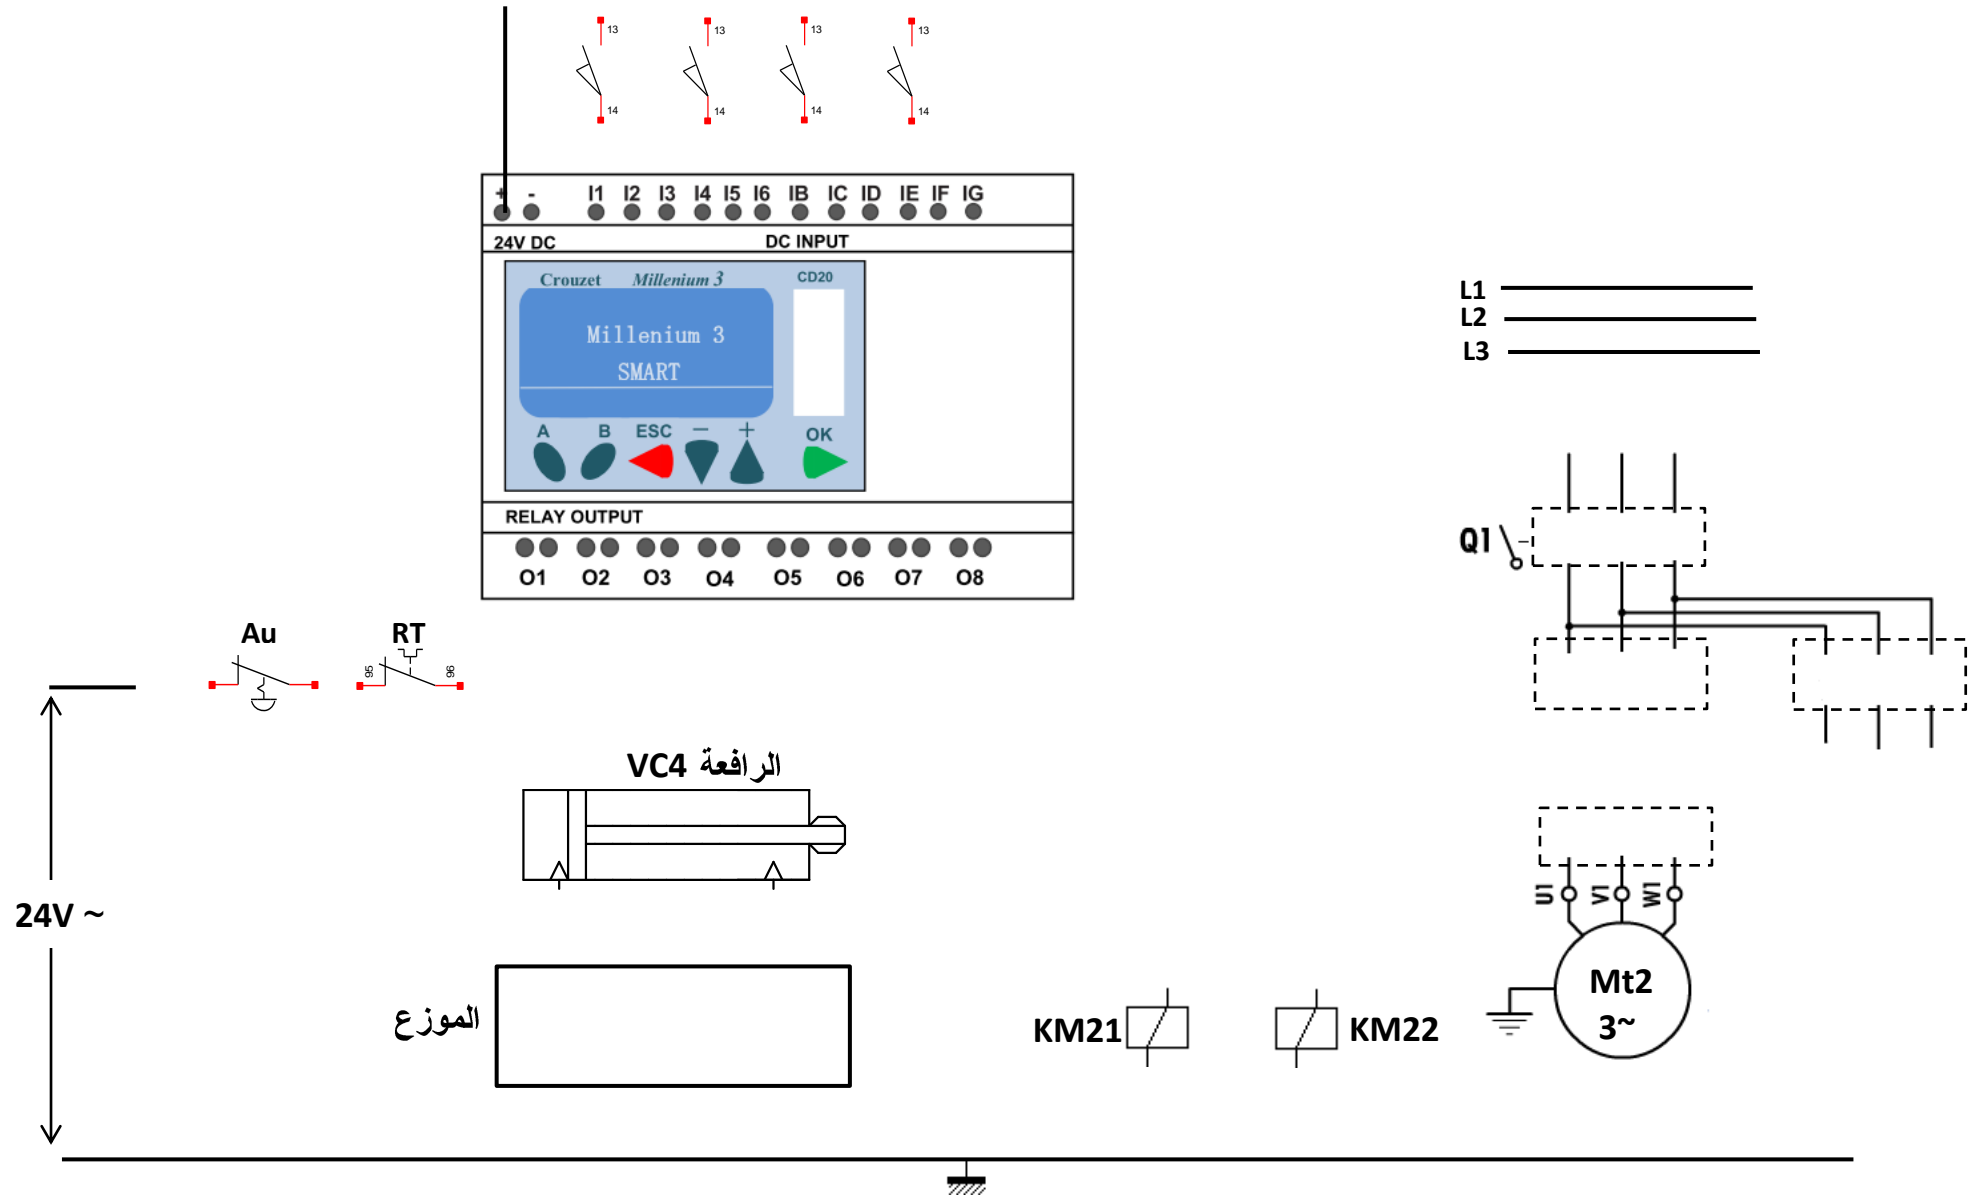 13 13 13 13
14 14 14 14
+ - I1 I2 I3 I4 I5 I6 IB IC ID IE IF IG
24V DC DC INPUT
Crouzet Millenium 3 CD20
Millenium 3
SMART
A B ESC − + OK
RELAY OUTPUT
O1 O2 O3 O4 O5 O6 O7 O8
L1
L2
L3
Q1
Au RT
95 96
الرافعة VC4
24V ~
الموزع
KM21 KM22
U1 V1 W1
Mt2
3~